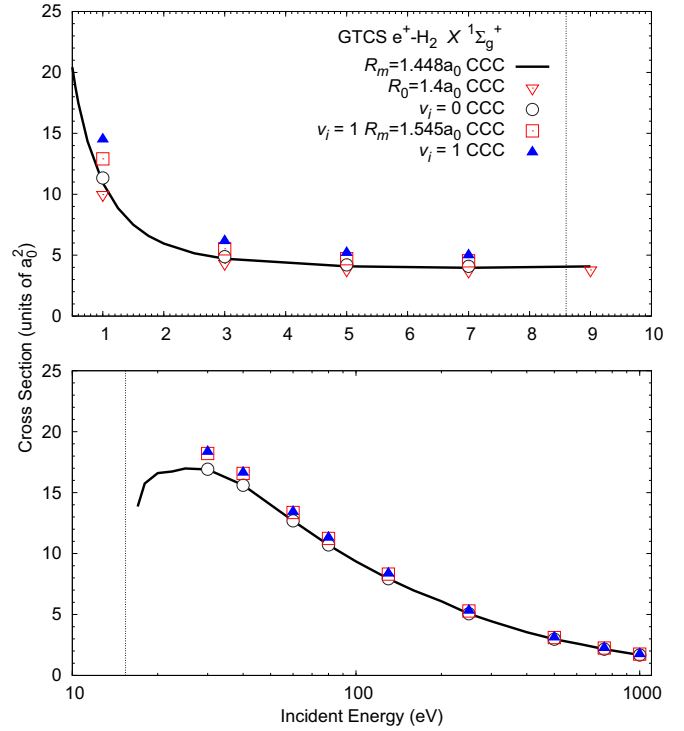 GTCS e⁺-H₂ X ¹Σg⁺
Rm=1.448a₀ CCC
R₀=1.4a₀ CCC
vi = 0 CCC
vi = 1 Rm=1.545a₀ CCC
vi = 1 CCC
25
20
15
10
5
0
1 2 3 4 5 6 7 8 9 10
Cross Section (units of a₀²)
25
20
15
10
5
0
10 100 1000
Incident Energy (eV)